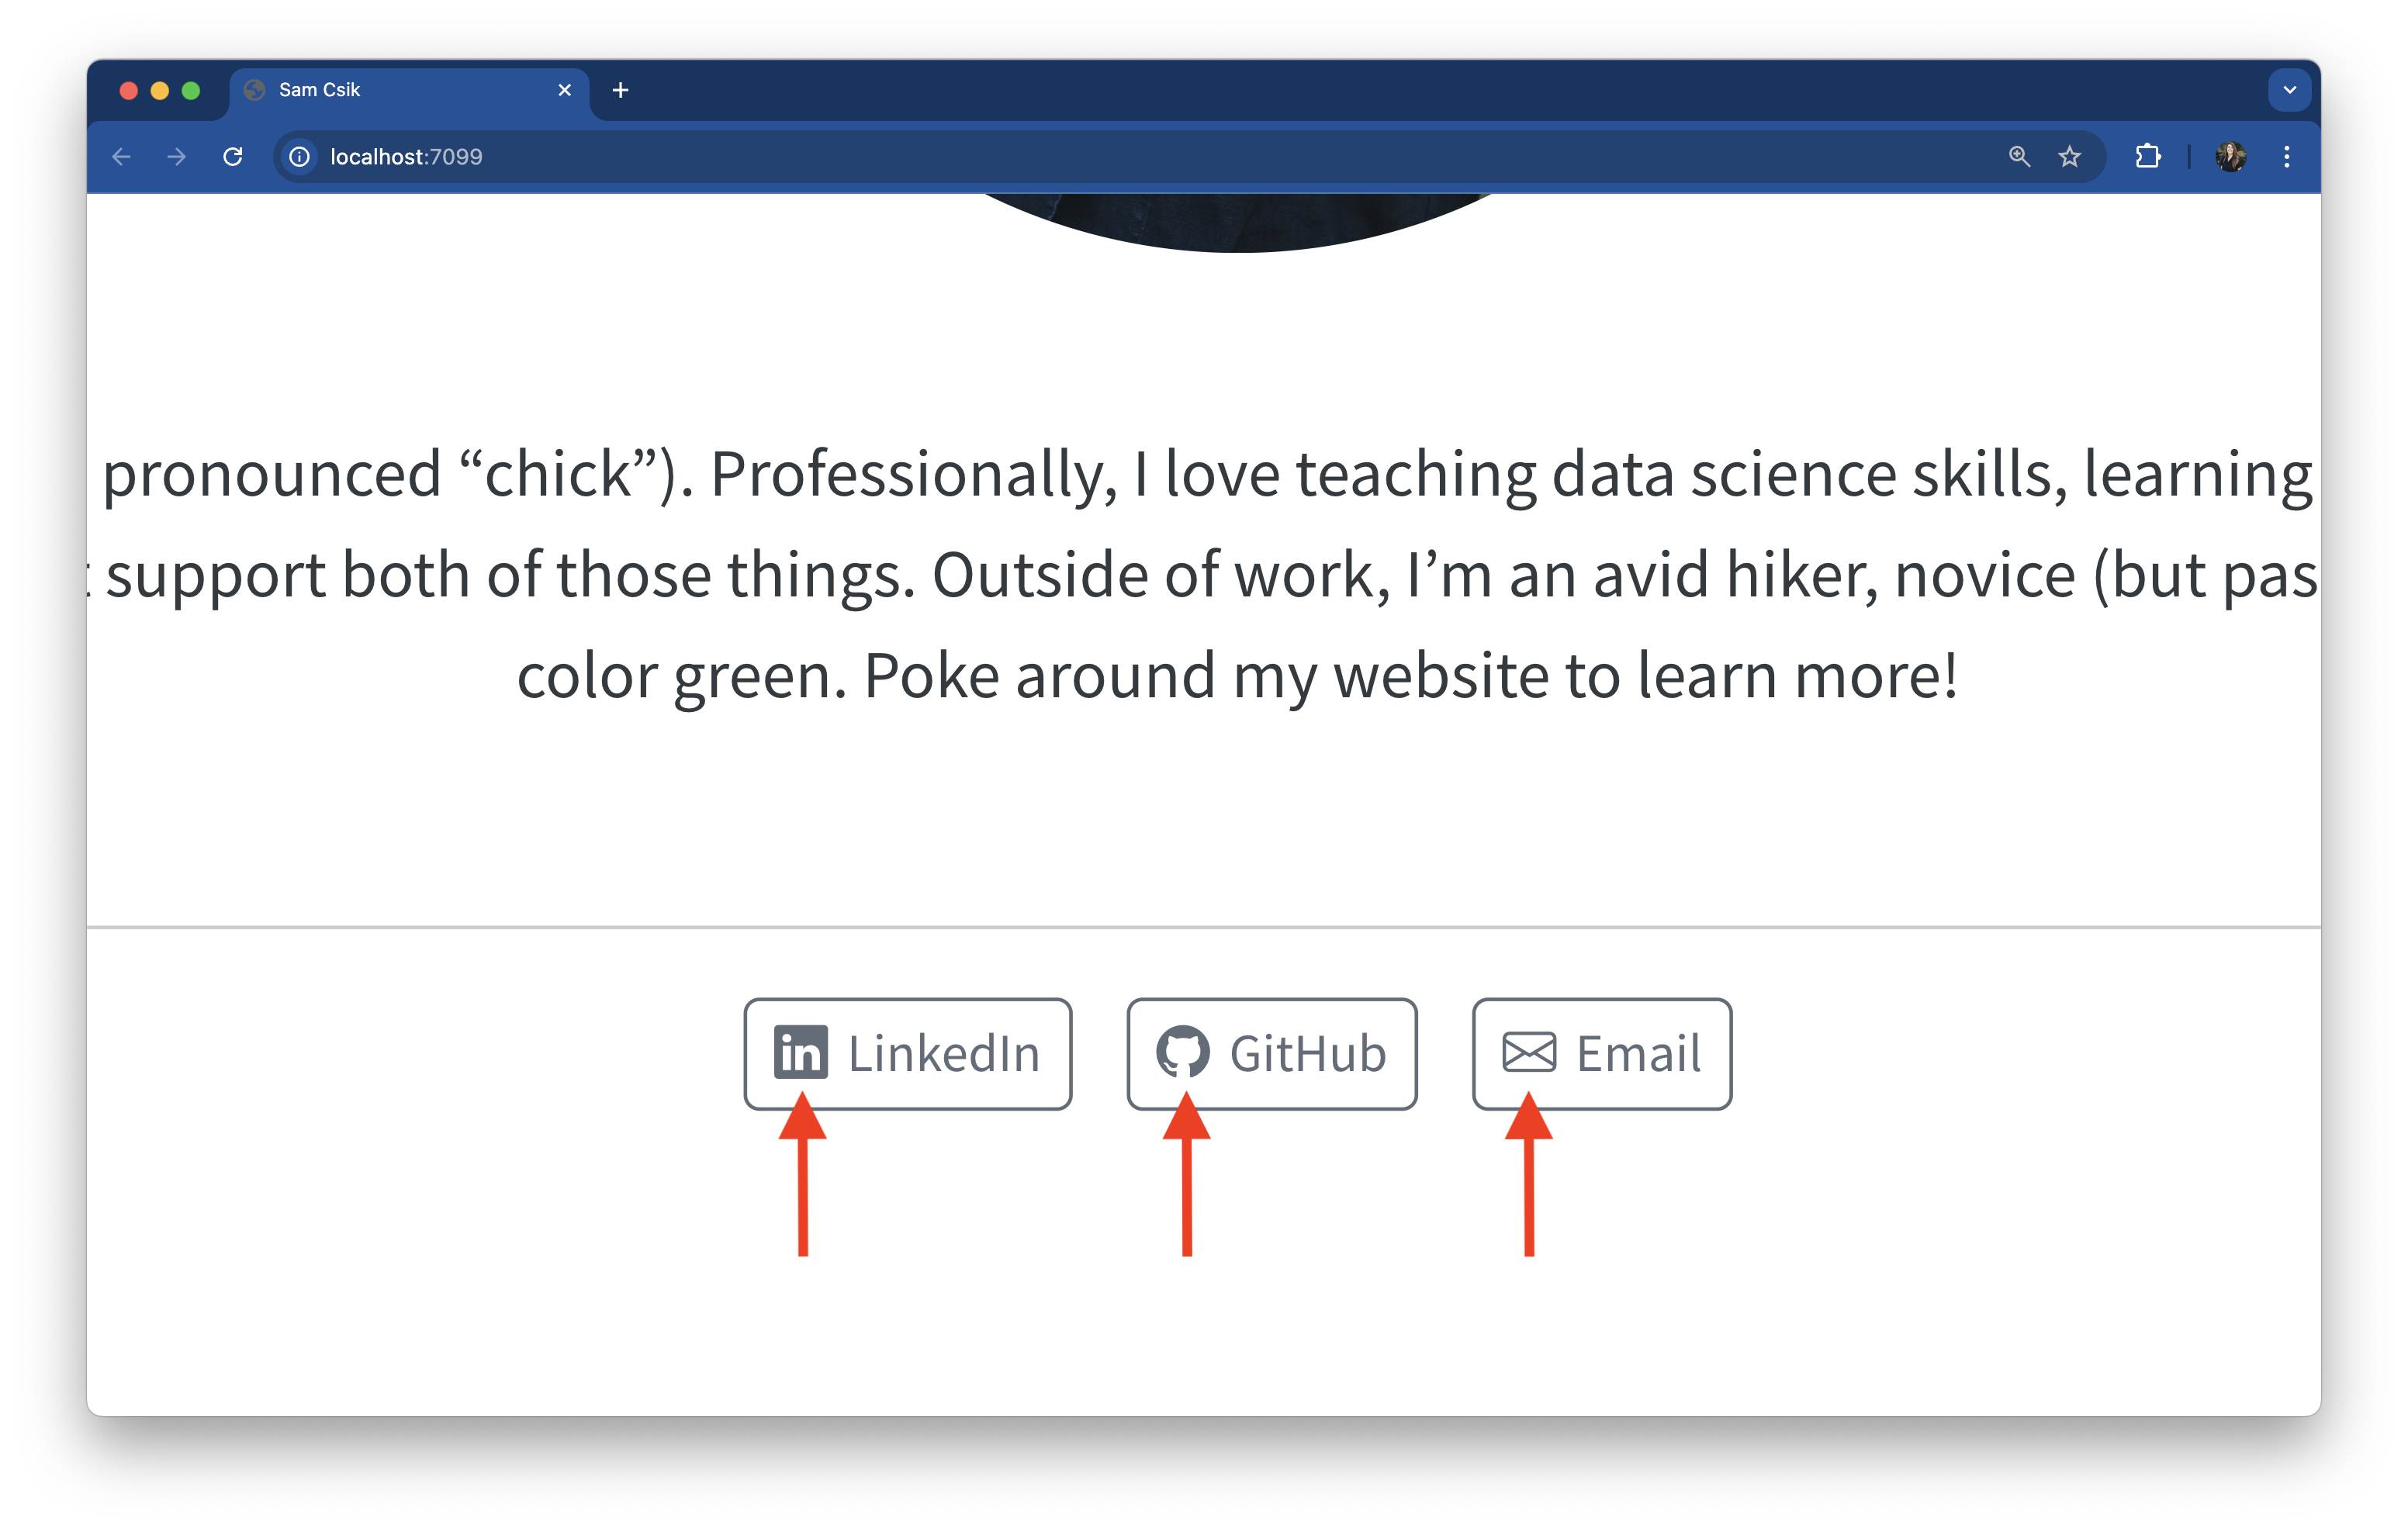 Sam Csik
localhost:7099
pronounced “chick”). Professionally, I love teaching data science skills, learning
support both of those things. Outside of work, I’m an avid hiker, novice (but pas
color green. Poke around my website to learn more!
in LinkedIn
GitHub
Email